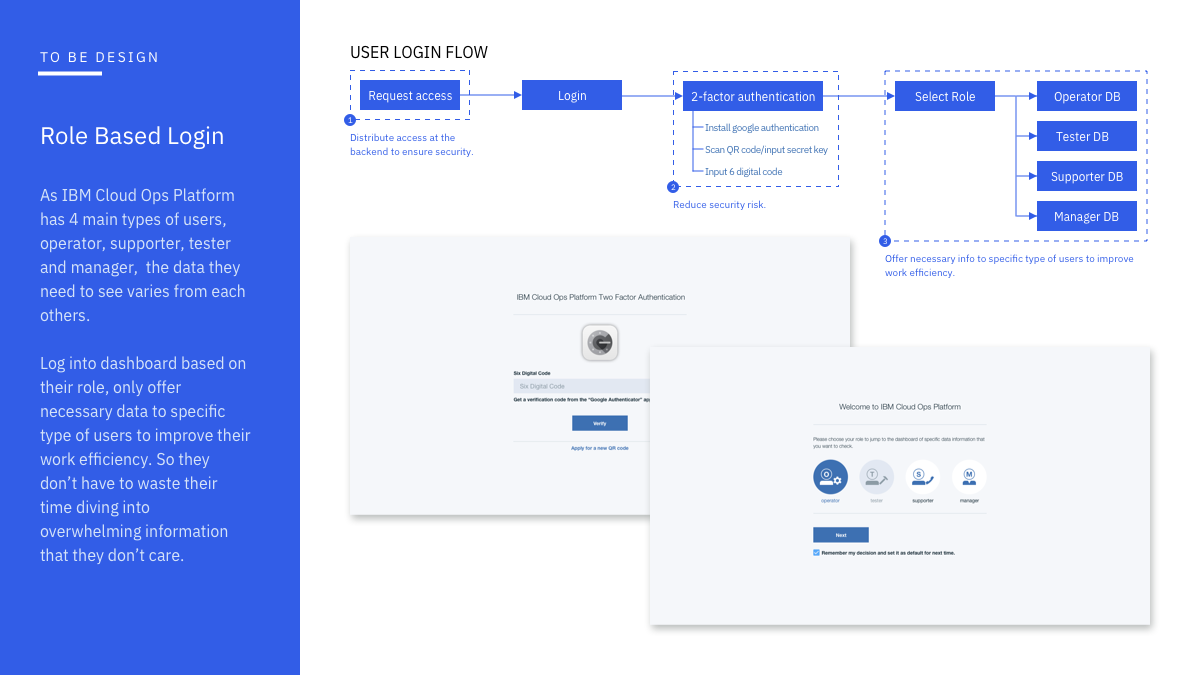 TO BE DESIGN
Role Based Login
As IBM Cloud Ops Platform
has 4 main types of users,
operator, supporter, tester
and manager,  the data they
need to see varies from each
others.
Log into dashboard based on
their role, only offer
necessary data to specific
type of users to improve their
work efficiency. So they
don’t have to waste their
time diving into
overwhelming information
that they don’t care.
USER LOGIN FLOW
Request access
Login
2-factor authentication
Select Role
Operator DB
Tester DB
Supporter DB
Manager DB
Install google authentication
Scan QR code/input secret key
Input 6 digital code
1
Distribute access at the
backend to ensure security.
2
Reduce security risk.
3
Offer necessary info to specific type of users to improve
work efficiency.
IBM Cloud Ops Platform Two Factor Authentication
Six Digital Code
Six Digital Code
Get a verification code from the "Google Authenticator"
Verify
Apply for a new QR code
Welcome to IBM Cloud Ops Platform
Please choose your role to jump to the dashboard of specific data information that
you want to check.
O T S M
operator tester supporter manager
Next
Remember my decision and set it as default for next time.